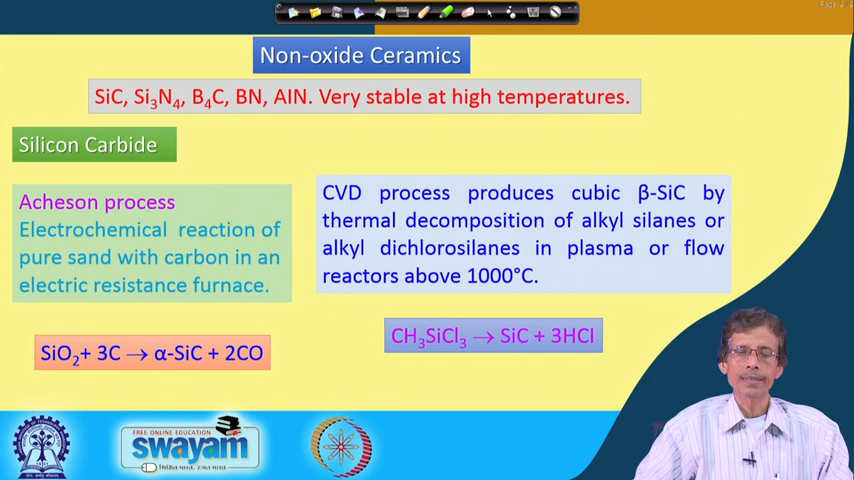 Non-oxide Ceramics
SiC, Si₃N₄, B₄C, BN, AlN. Very stable at high temperatures.
Silicon Carbide
Acheson process
Electrochemical reaction of
pure sand with carbon in an
electric resistance furnace.
SiO₂+ 3C → α-SiC + 2CO
CVD process produces cubic β-SiC by
thermal decomposition of alkyl silanes or
alkyl dichlorosilanes in plasma or flow
reactors above 1000°C.
CH₃SiCl₃ → SiC + 3HCl
FREE ONLINE EDUCATION
swayam